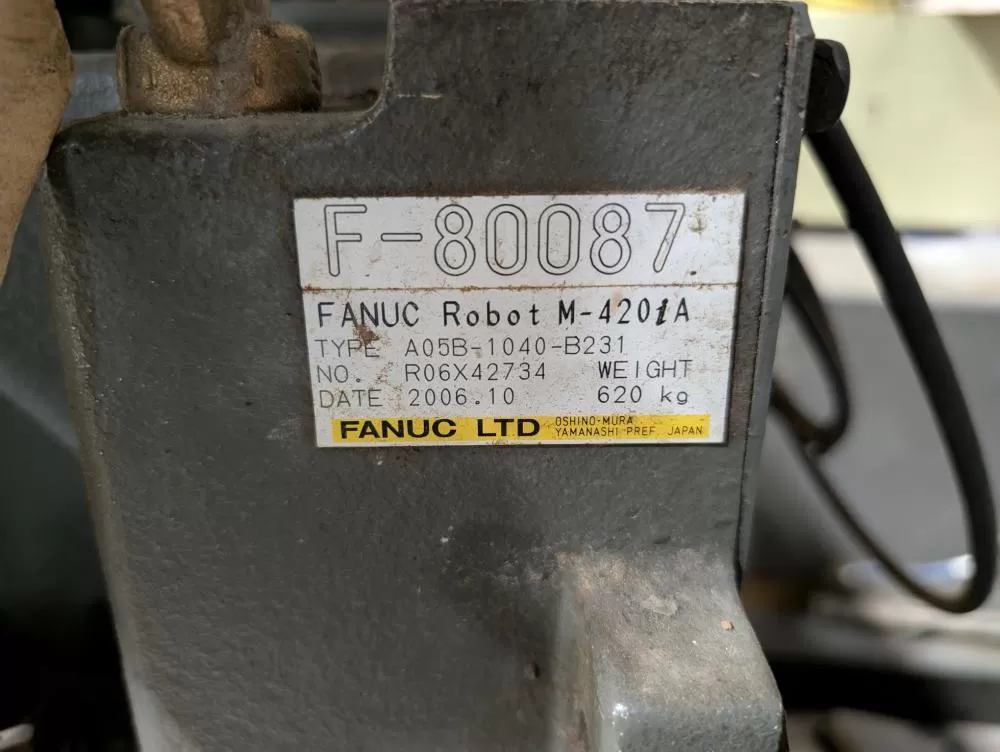 F-80087
FANUC Robot M-420iA
TYPE A05B-1040-B231
NO. R06X42734 WEIGHT
DATE 2006.10 620 kg
FANUC LTD OSHINO-MURA
YAMANASHI PREF. JAPAN